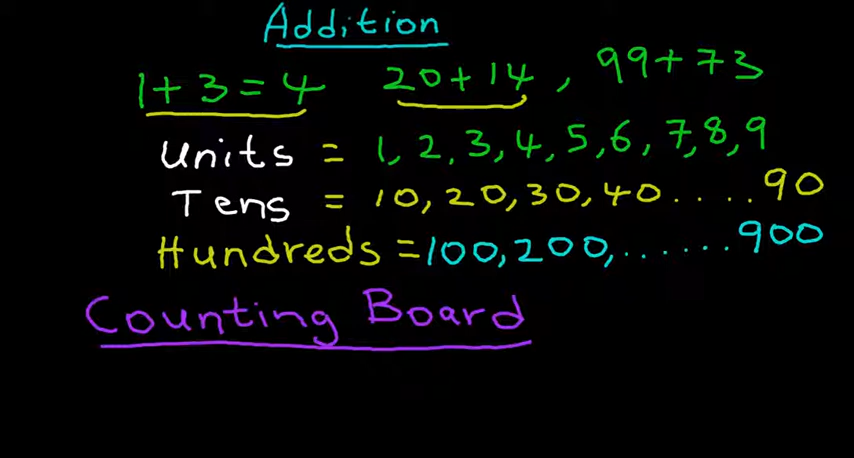 Addition
1 + 3 = 4 20 + 14 , 99 + 73
Units = 1, 2, 3, 4, 5, 6, 7, 8, 9
Tens = 10, 20, 30, 40 . . . . . 90
Hundreds = 100, 200, . . . . . . 900
Counting Board